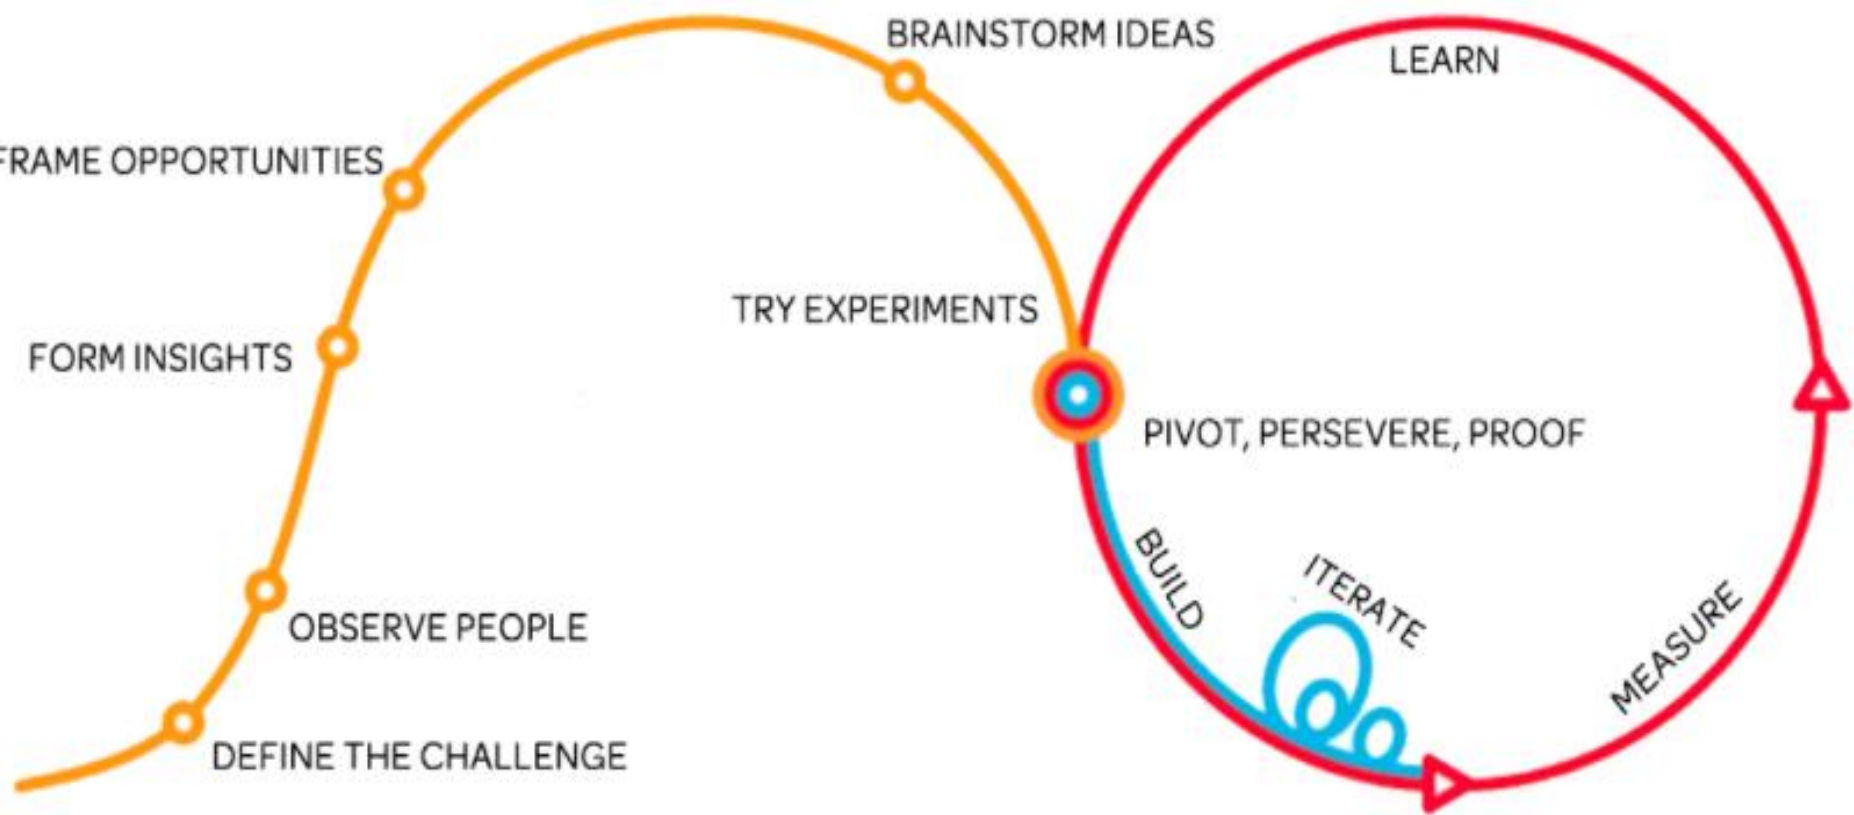 BRAINSTORM IDEAS
LEARN
FRAME OPPORTUNITIES
TRY EXPERIMENTS
FORM INSIGHTS
PIVOT, PERSEVERE, PROOF
BUILD
ITERATE
MEASURE
OBSERVE PEOPLE
DEFINE THE CHALLENGE